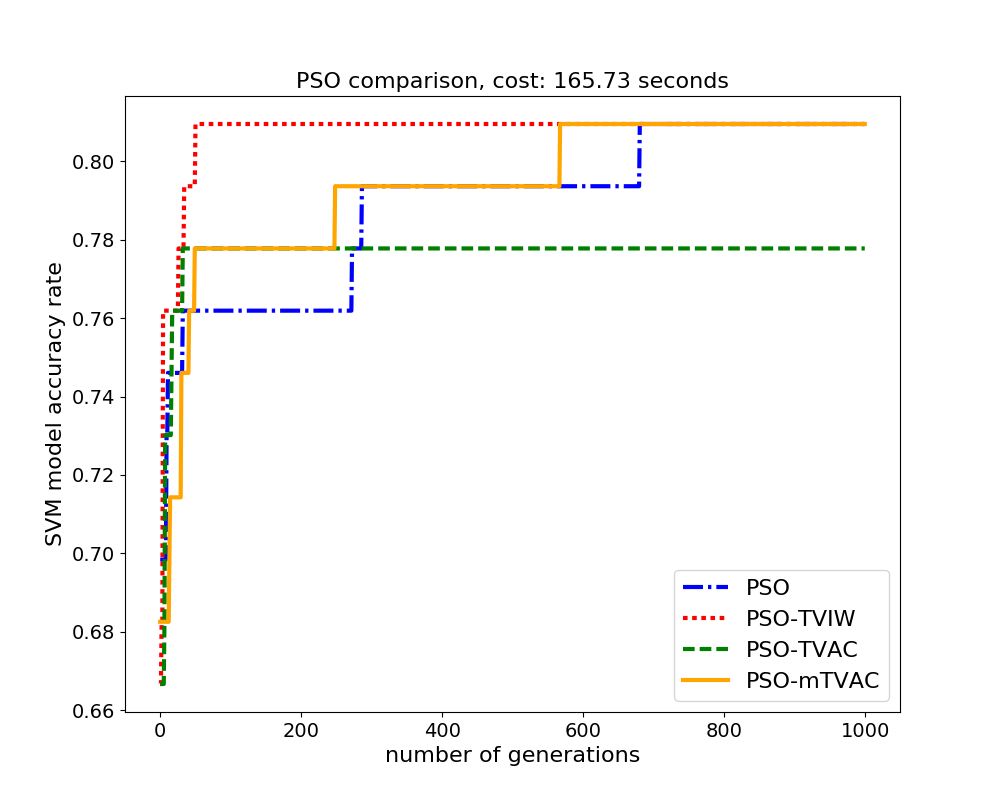 PSO comparison, cost: 165.73 seconds
SVM model accuracy rate
0.80
0.78
0.76
0.74
0.72
0.70
0.68
0.66
0
200
400
600
800
1000
number of generations
PSO
PSO-TVIW
PSO-TVAC
PSO-mTVAC